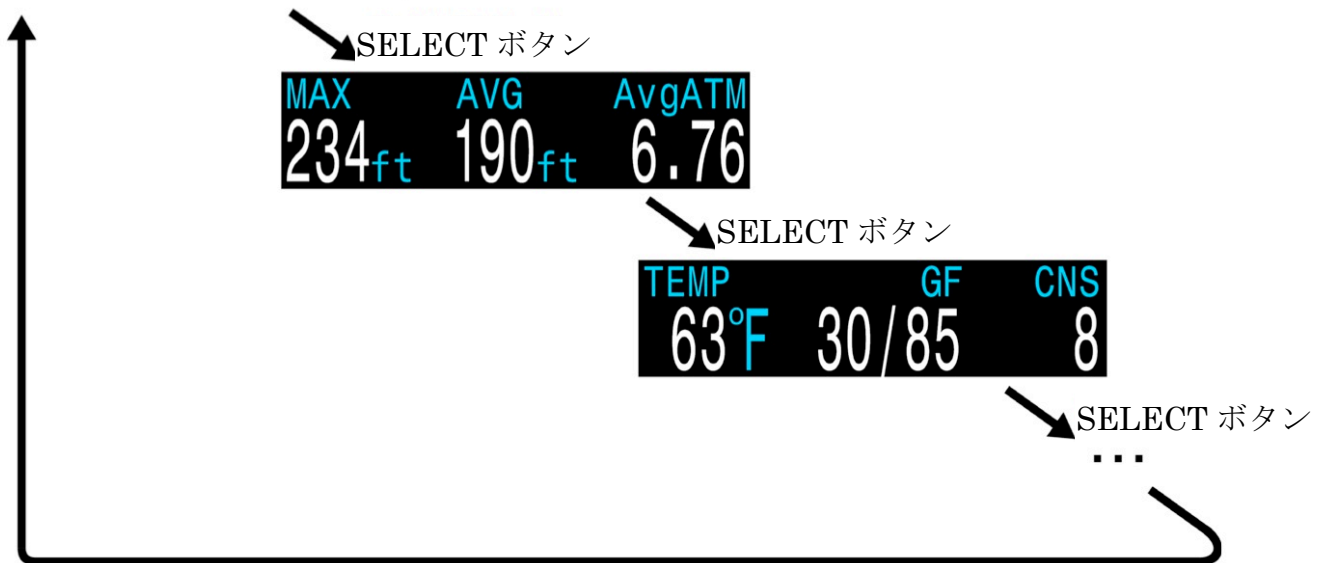 SELECT ボタン
MAX AVG AvgATM
234ft 190ft 6.76
SELECT ボタン
TEMP GF CNS
63°F 30/85 8
SELECT ボタン
...